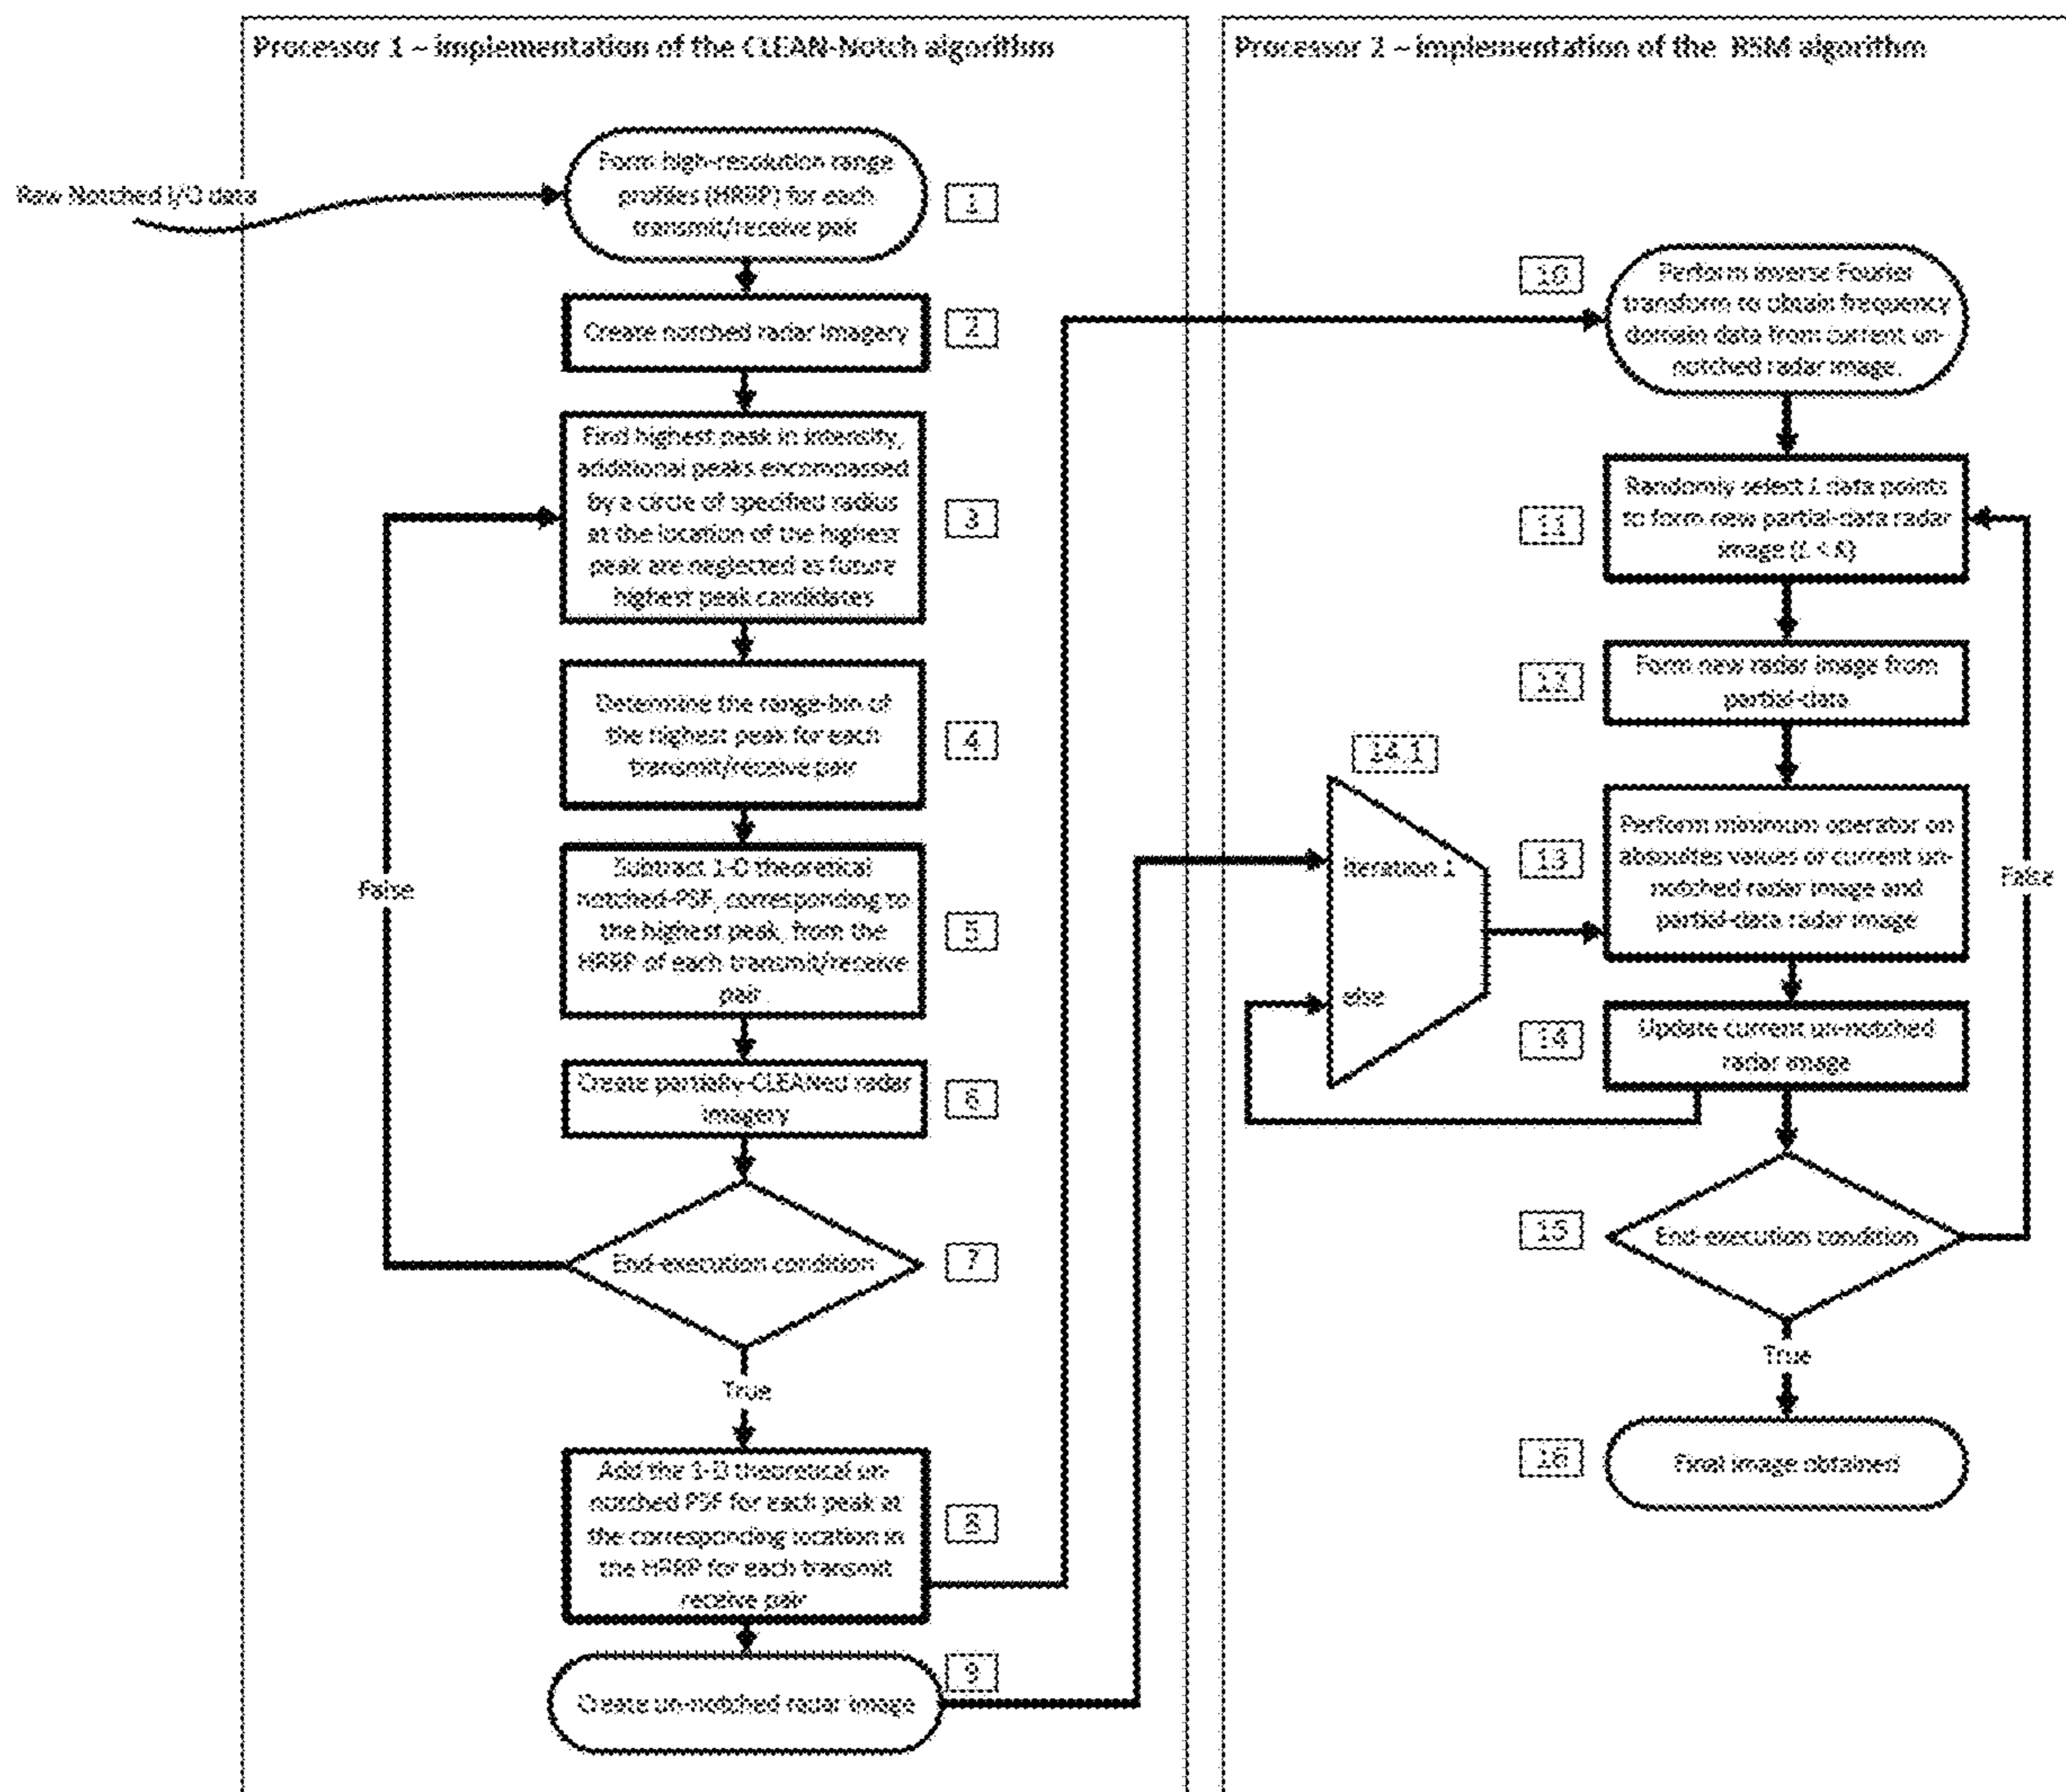 Processor 1 – implementation of the CLEAN-Notch algorithm
Raw Notched I/Q data
Form high-resolution range
profiles (HRRP) for each
transmit/receive pair
1
Create notched radar imagery
2
Find highest peak in intensity,
additional peaks encompassed
by a circle of specified radius
at the location of the highest
peak are neglected as future
highest peak candidates
3
Determine the range-bin of
the highest peak for each
transmit/receive pair
4
Subtract 1-D theoretical
notched-PSF, corresponding to
the highest peak, from the
HRRP of each transmit/receive
pair.
5
Create partially-CLEANed radar
imagery
6
End-execution condition
7
False
True
Add the 1-D theoretical un-
notched PSF for each peak at
the corresponding location in
the HRRP for each transmit
receive pair
8
9
Create un-notched radar image
Processor 2 – implementation of the BSM algorithm
10
Perform inverse Fourier
transform to obtain frequency
domain data from current un-
notched radar image.
11
Randomly select L data points
to form new partial-data radar
image (L < K)
12
Form new radar image from
partial-data
14.1
iteration 1
else
13
Perform minimum operator on
absoultes values of current un-
notched radar image and
partial-data radar image
14
Update current un-notched
radar image
15
End-execution condition
False
True
16
Final image obtained